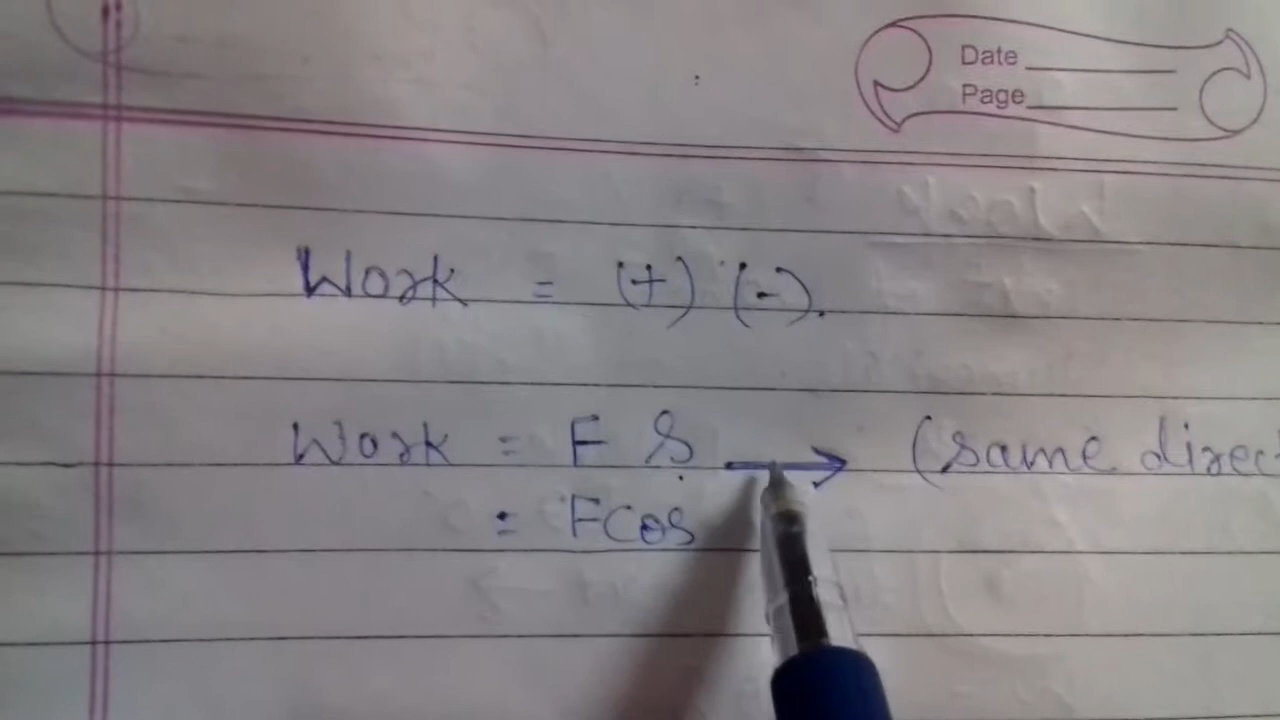 Date
Page
Work = (+) (-).
Work = F S → (same direc
= Fcos